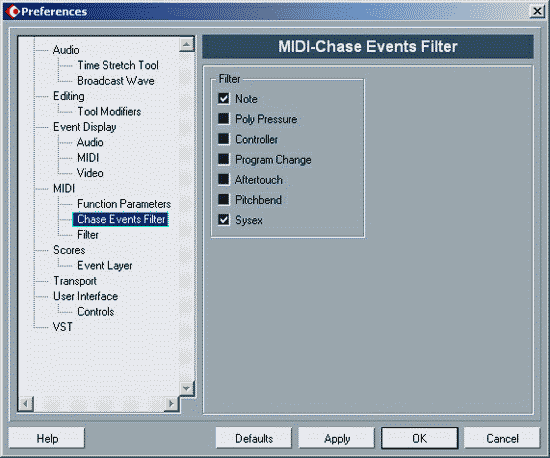 Preferences
Audio
Time Stretch Tool
Broadcast Wave
Editing
Tool Modifiers
Event Display
Audio
MIDI
Video
MIDI
Function Parameters
Chase Events Filter
Filter
Scores
Event Layer
Transport
User Interface
Controls
VST
MIDI-Chase Events Filter
Filter
Note
Poly Pressure
Controller
Program Change
Aftertouch
Pitchbend
Sysex
Help
Defaults
Apply
OK
Cancel